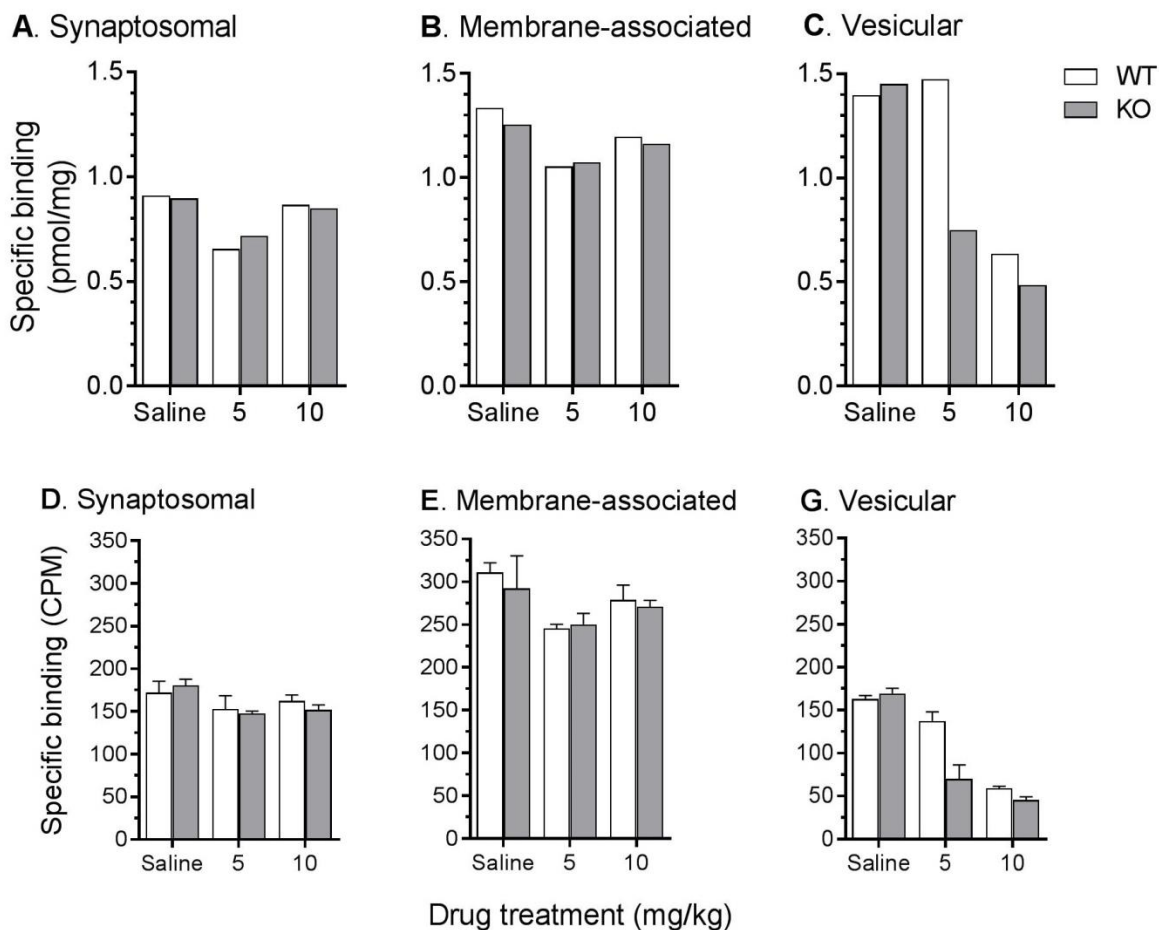 A. Synaptosomal
B. Membrane-associated
C. Vesicular
WT
KO
Specific binding
(pmol/mg)
1.5
1.0
0.5
0.0
Saline 5 10
1.5
1.0
0.5
0.0
Saline 5 10
1.5
1.0
0.5
0.0
Saline 5 10
D. Synaptosomal
E. Membrane-associated
G. Vesicular
Specific binding (CPM)
350
300
250
200
150
100
50
0
Saline 5 10
350
300
250
200
150
100
50
0
Saline 5 10
350
300
250
200
150
100
50
0
Saline 5 10
Drug treatment (mg/kg)